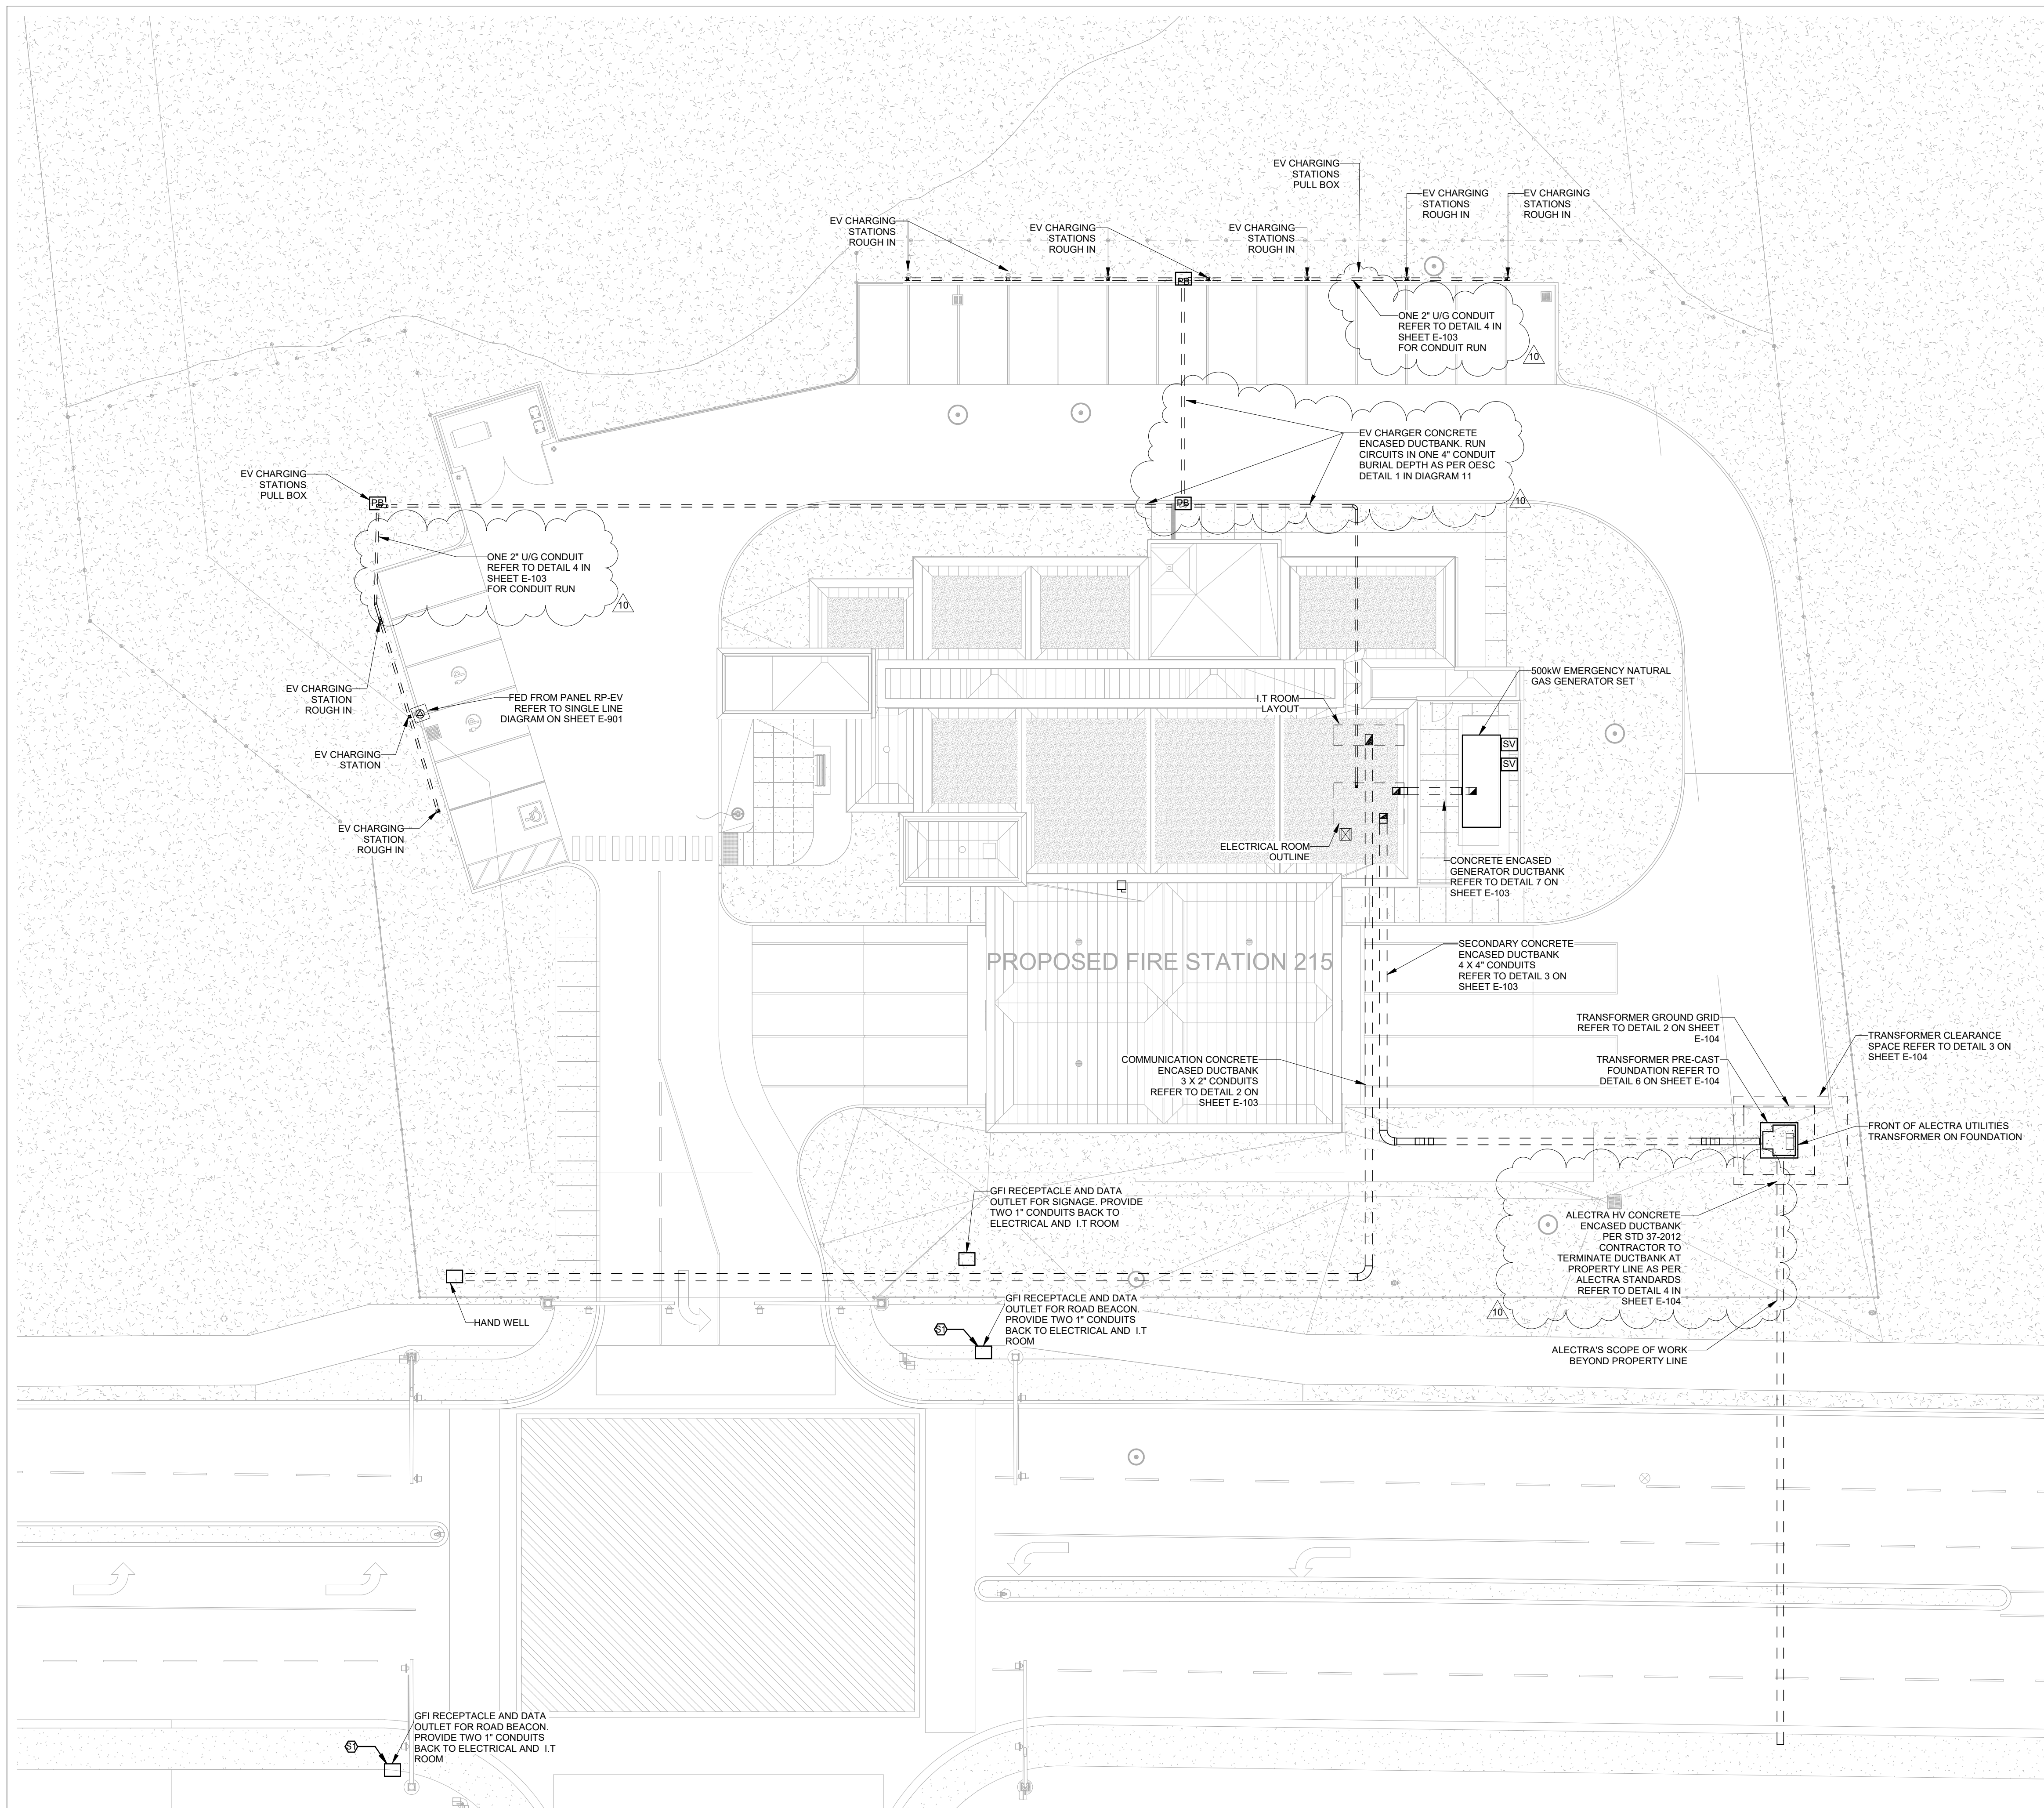 EV CHARGING
STATIONS
PULL BOX
EV CHARGING
STATIONS
ROUGH IN
EV CHARGING
STATIONS
ROUGH IN
EV CHARGING
STATIONS
ROUGH IN
EV CHARGING
STATIONS
ROUGH IN
EV CHARGING
STATIONS
ROUGH IN
PB
ONE 2" U/G CONDUIT
REFER TO DETAIL 4 IN
SHEET E-103
FOR CONDUIT RUN
10
EV CHARGER CONCRETE
ENCASED DUCTBANK. RUN
CIRCUITS IN ONE 4" CONDUIT
BURIAL DEPTH AS PER OESC
DETAIL 1 IN DIAGRAM 11
10
EV CHARGING
STATIONS
PULL BOX
PB
PB
ONE 2" U/G CONDUIT
REFER TO DETAIL 4 IN
SHEET E-103
FOR CONDUIT RUN
10
EV CHARGING
STATION
ROUGH IN
FED FROM PANEL RP-EV
REFER TO SINGLE LINE
DIAGRAM ON SHEET E-901
EV CHARGING
STATION
EV CHARGING
STATION
ROUGH IN
I.T ROOM
LAYOUT
500kW EMERGENCY NATURAL
GAS GENERATOR SET
SV
SV
ELECTRICAL ROOM
OUTLINE
CONCRETE ENCASED
GENERATOR DUCTBANK
REFER TO DETAIL 7 ON
SHEET E-103
PROPOSED FIRE STATION 215
SECONDARY CONCRETE
ENCASED DUCTBANK
4 X 4" CONDUITS
REFER TO DETAIL 3 ON
SHEET E-103
COMMUNICATION CONCRETE
ENCASED DUCTBANK
3 X 2" CONDUITS
REFER TO DETAIL 2 ON
SHEET E-103
TRANSFORMER GROUND GRID
REFER TO DETAIL 2 ON SHEET
E-104
TRANSFORMER CLEARANCE
SPACE REFER TO DETAIL 3 ON
SHEET E-104
TRANSFORMER PRE-CAST
FOUNDATION REFER TO
DETAIL 6 ON SHEET E-104
FRONT OF ALECTRA UTILITIES
TRANSFORMER ON FOUNDATION
GFI RECEPTACLE AND DATA
OUTLET FOR SIGNAGE. PROVIDE
TWO 1" CONDUITS BACK TO
ELECTRICAL AND I.T ROOM
ALECTRA HV CONCRETE
ENCASED DUCTBANK
PER STD 37-2012
CONTRACTOR TO
TERMINATE DUCTBANK AT
PROPERTY LINE AS PER
ALECTRA STANDARDS
REFER TO DETAIL 4 IN
SHEET E-104
10
HAND WELL
GFI RECEPTACLE AND DATA
OUTLET FOR ROAD BEACON.
PROVIDE TWO 1" CONDUITS
BACK TO ELECTRICAL AND I.T
ROOM
S1
ALECTRA'S SCOPE OF WORK
BEYOND PROPERTY LINE
GFI RECEPTACLE AND DATA
OUTLET FOR ROAD BEACON.
PROVIDE TWO 1" CONDUITS
BACK TO ELECTRICAL AND I.T
ROOM
S1